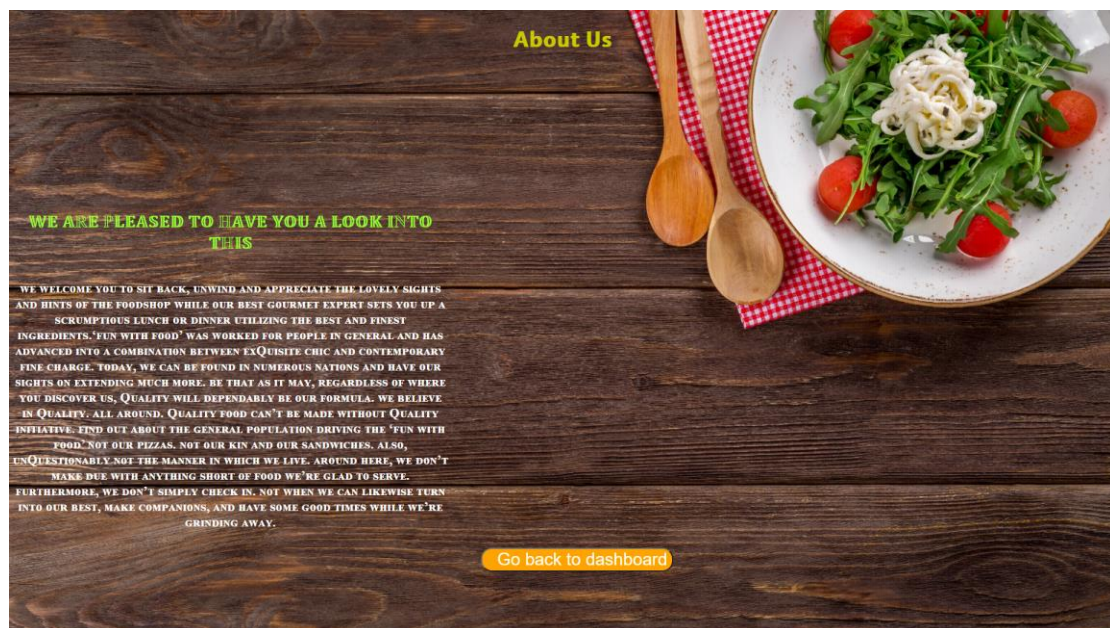 About Us
WE ARE PLEASED TO HAVE YOU A LOOK INTO
THIS
WE WELCOME YOU TO SIT BACK, UNWIND AND APPRECIATE THE LOVELY SIGHTS
AND HINTS OF THE FOODSHOP WHILE OUR BEST GOURMET EXPERT SETS YOU UP A
SCRUMPTIOUS LUNCH OR DINNER UTILIZING THE BEST AND FINEST
INGREDIENTS.‘FUN WITH FOOD’ WAS WORKED FOR PEOPLE IN GENERAL AND HAS
ADVANCED INTO A COMBINATION BETWEEN EXQUISITE CHIC AND CONTEMPORARY
FINE CHARGE. TODAY, WE CAN BE FOUND IN NUMEROUS NATIONS AND HAVE OUR
SIGHTS ON EXTENDING MUCH MORE. BE THAT AS IT MAY, REGARDLESS OF WHERE
YOU DISCOVER US, QUALITY WILL DEPENDABLY BE OUR FORMULA. WE BELIEVE
IN QUALITY. ALL AROUND. QUALITY FOOD CAN’T BE MADE WITHOUT QUALITY
INITIATIVE. FIND OUT ABOUT THE GENERAL POPULATION DRIVING THE ‘FUN WITH
FOOD’ NOT OUR PIZZAS. NOT OUR KIN AND OUR SANDWICHES. ALSO,
UNQUESTIONABLY NOT THE MANNER IN WHICH WE LIVE. AROUND HERE, WE DON’T
MAKE DUE WITH ANYTHING SHORT OF FOOD WE’RE GLAD TO SERVE.
FURTHERMORE, WE DON’T SIMPLY CHECK IN. NOT WHEN WE CAN LIKEWISE TURN
INTO OUR BEST, MAKE COMPANIONS, AND HAVE SOME GOOD TIMES WHILE WE’RE
GRINDING AWAY.
Go back to dashboard